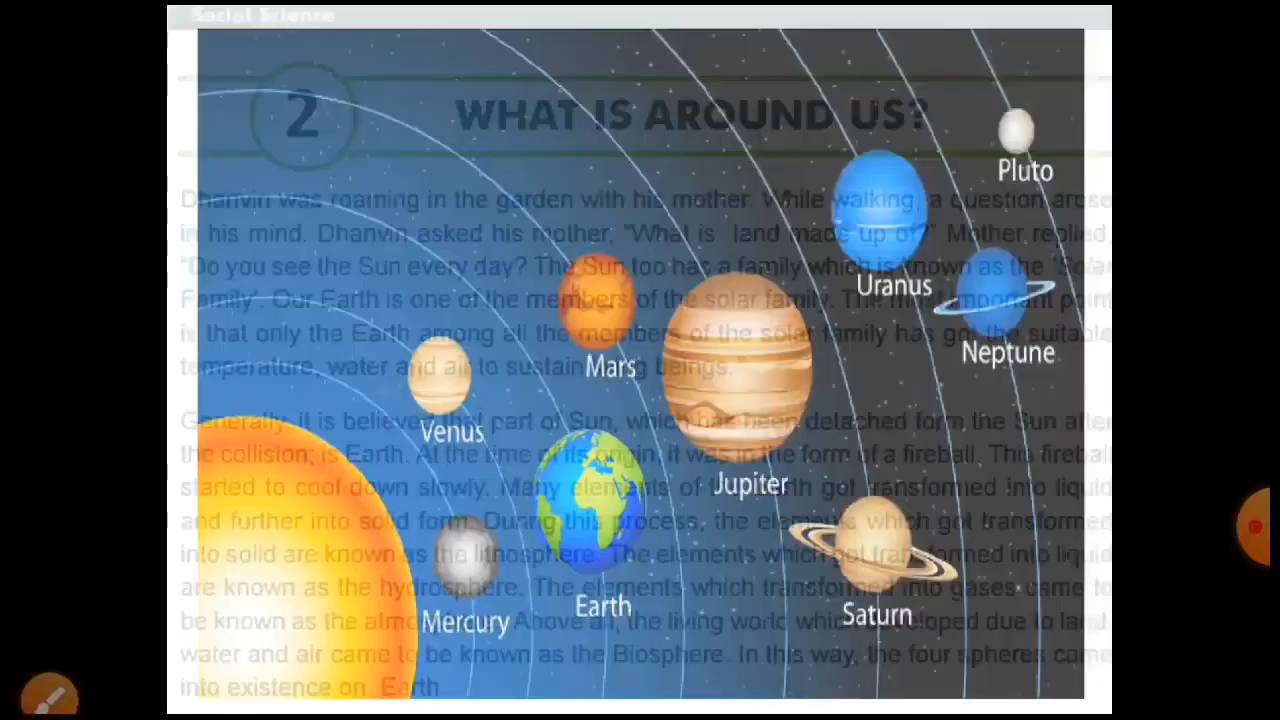 Social Science
2
WHAT IS AROUND US?
Dhanvin was roaming in the garden with his mother. While walking, a question arose
in his mind. Dhanvin asked his mother, "What is land made up of?" Mother replied,
"Do you see the Sun every day? The Sun too has a family which is known as the 'Solar
Family'. Our Earth is one of the members of the solar family. The most important point
is that only the Earth among all the members of the solar family has got the suitable
temperature, water and air to sustain beings.
Generally, it is believed that part of Sun, which has been detached form the Sun after
the collision; is Earth. At the time of its origin, it was in the form of a fireball. This fireball
started to cool down slowly. Many elements of Earth got transformed into liquid
and further into solid form. During this process, the elements which got transformed
into solid are known as the lithosphere. The elements which got transformed into liquid
are known as the hydrosphere. The elements which transformed into gases came to
be known as the Above all, the living world which developed due to land
water and air came to be known as the Biosphere. In this way, the four spheres came
into existence on Earth
Pluto
Uranus
Neptune
Mars
Venus
Jupiter
Earth
Saturn
Mercury